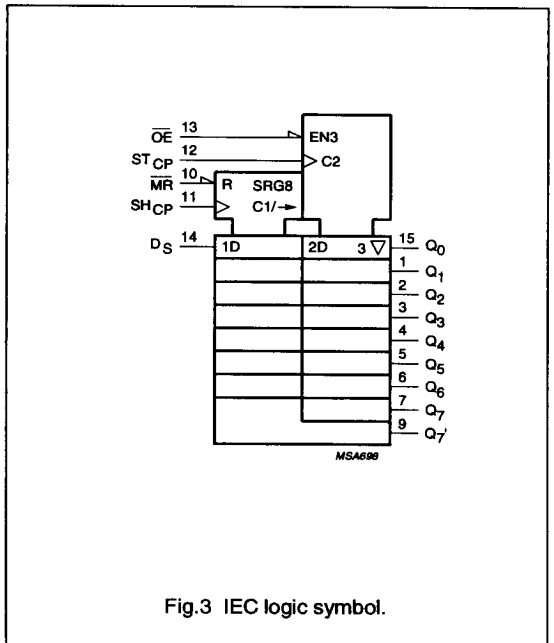 O̅E̅ 13 EN3
ST CP 12 C2
M̅R̅ 10 R SRG8
SH CP 11 C1/→
D S 14 1D 2D 3 ▽ 15 Q0
1 Q1
2 Q2
3 Q3
4 Q4
5 Q5
6 Q6
7 Q7
9 Q7'
MSA698
Fig.3 IEC logic symbol.